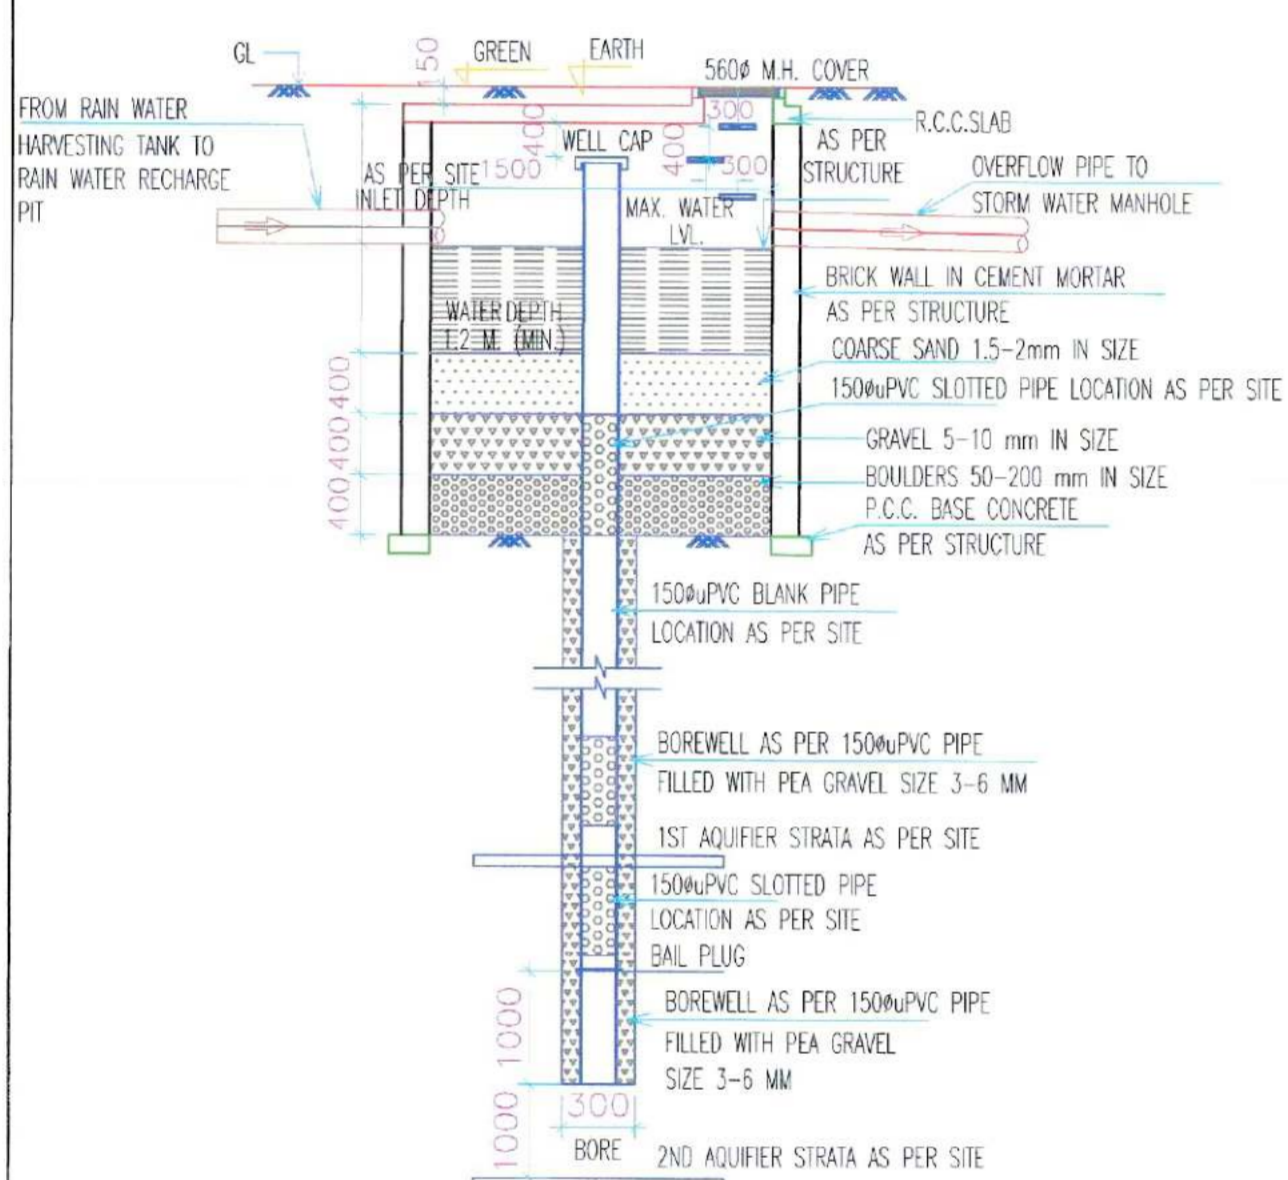 GL
150
GREEN
EARTH
560ø M.H. COVER
300
FROM RAIN WATER
HARVESTING TANK TO
RAIN WATER RECHARGE
PIT
400
WELL CAP
400
R.C.C.SLAB
AS PER
STRUCTURE
AS PER SITE
INLET DEPTH
1500
300
OVERFLOW PIPE TO
STORM WATER MANHOLE
MAX. WATER
LVL.
BRICK WALL IN CEMENT MORTAR
AS PER STRUCTURE
WATER DEPTH
1.2 M. (MIN.)
COARSE SAND 1.5-2mm IN SIZE
400
150øuPVC SLOTTED PIPE LOCATION AS PER SITE
400
GRAVEL 5-10 mm IN SIZE
BOULDERS 50-200 mm IN SIZE
400
P.C.C. BASE CONCRETE
AS PER STRUCTURE
150øuPVC BLANK PIPE
LOCATION AS PER SITE
BOREWELL AS PER 150øuPVC PIPE
FILLED WITH PEA GRAVEL SIZE 3-6 MM
1ST AQUIFIER STRATA AS PER SITE
150øuPVC SLOTTED PIPE
LOCATION AS PER SITE
BAIL PLUG
1000
BOREWELL AS PER 150øuPVC PIPE
FILLED WITH PEA GRAVEL
SIZE 3-6 MM
1000
300
BORE
2ND AQUIFIER STRATA AS PER SITE